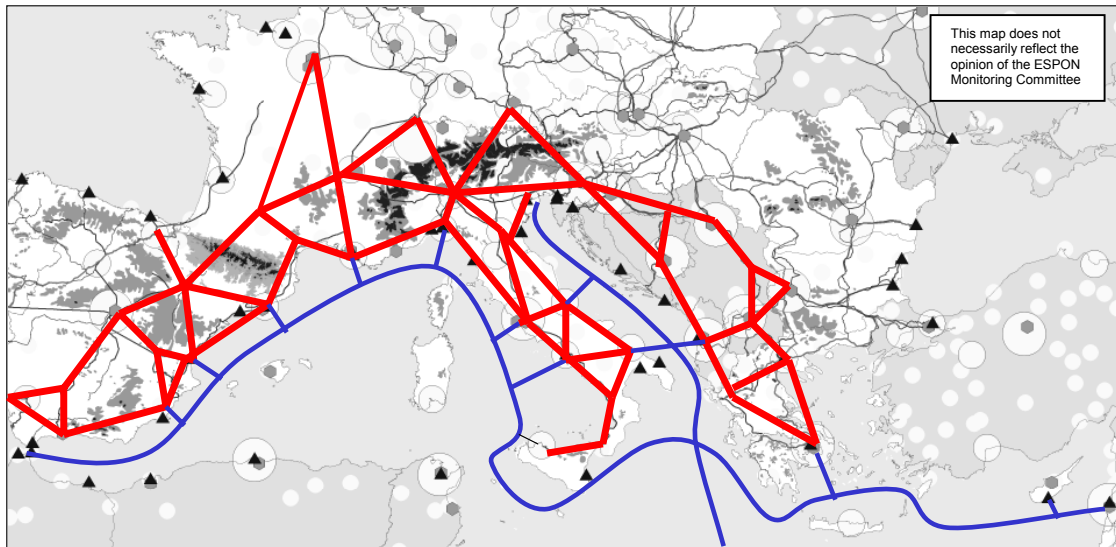 This map does not
necessarily reflect the
opinion of the ESPON
Monitoring Committee